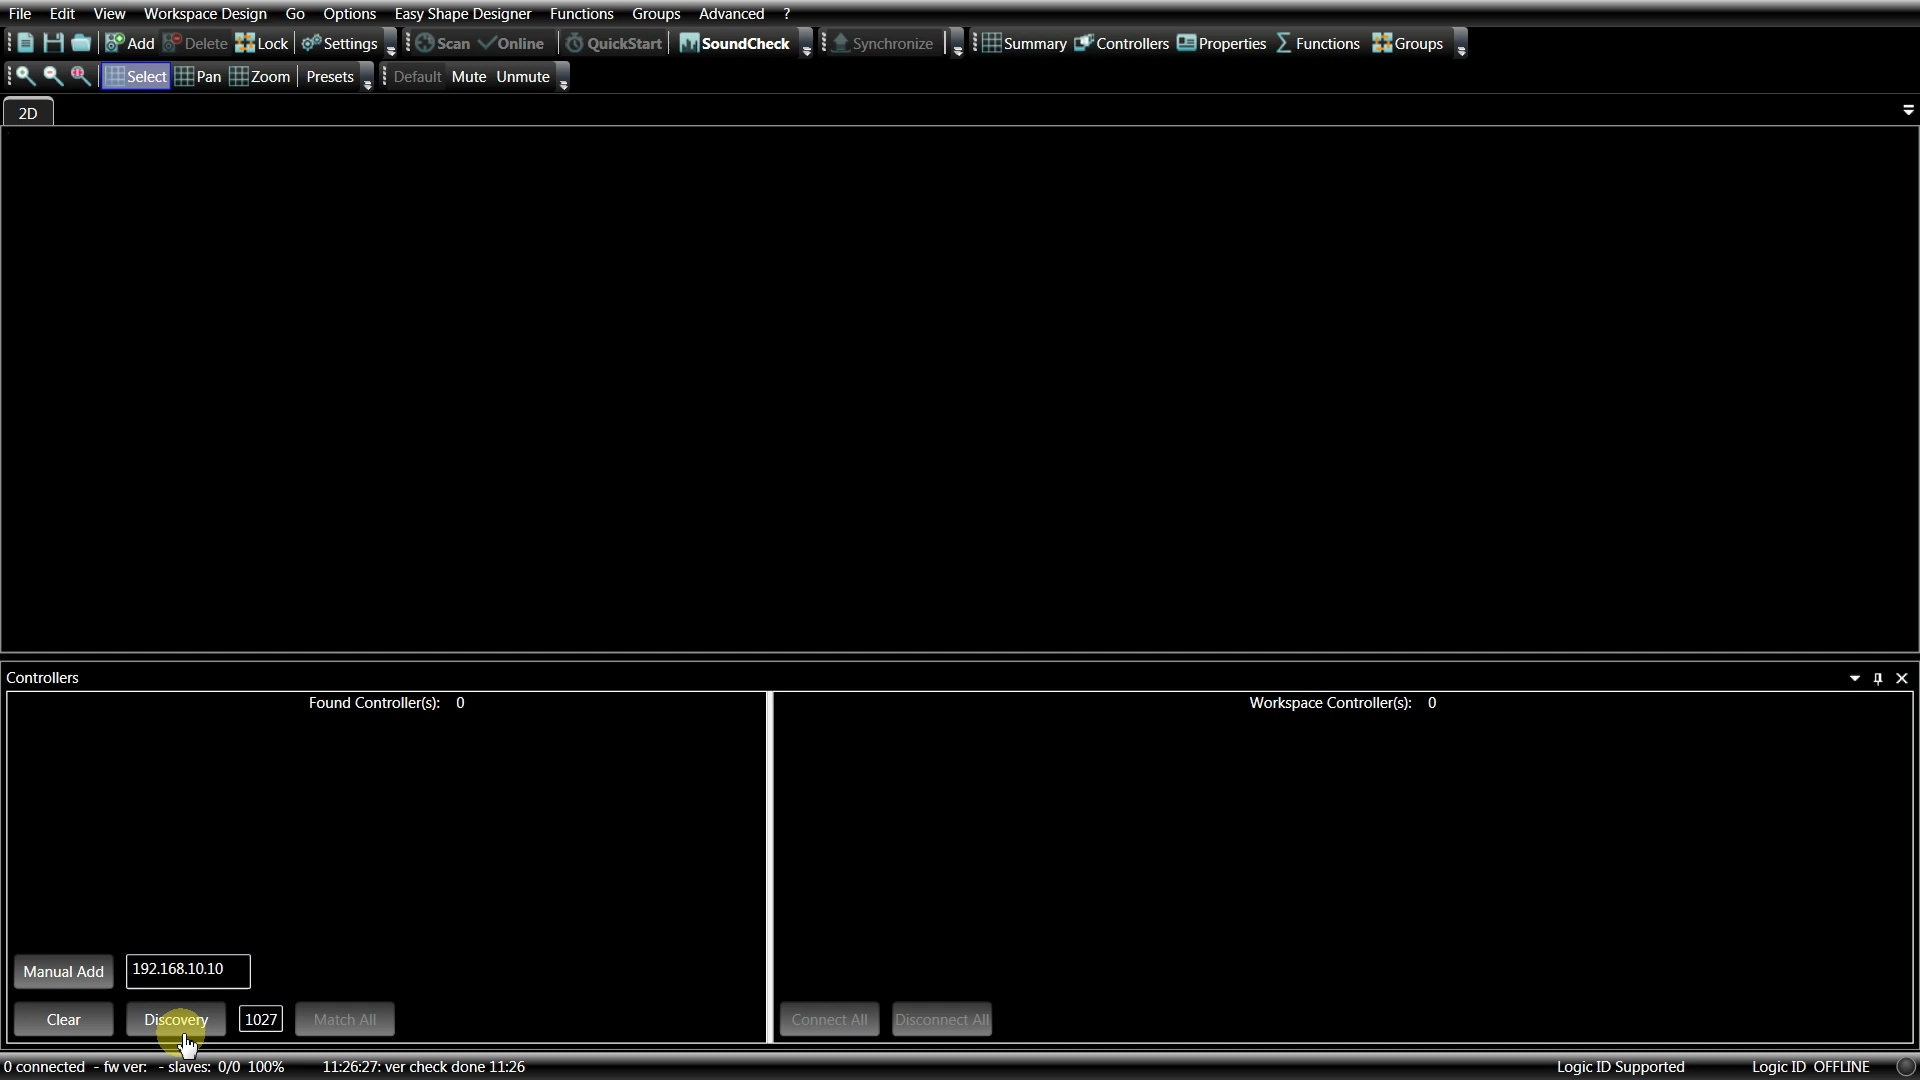 File Edit View Workspace Design Go Options Easy Shape Designer Functions Groups Advanced ?
Add Delete Lock Settings Scan Online QuickStart SoundCheck Synchronize Summary Controllers Properties Functions Groups
Select Pan Zoom Presets Default Mute Unmute
2D
Controllers
Found Controller(s): 0
Workspace Controller(s): 0
Manual Add 192.168.10.10
Clear Discovery 1027 Match All Connect All Disconnect All
0 connected - fw ver: - slaves: 0/0 100% 11:26:27: ver check done 11:26 Logic ID Supported Logic ID OFFLINE